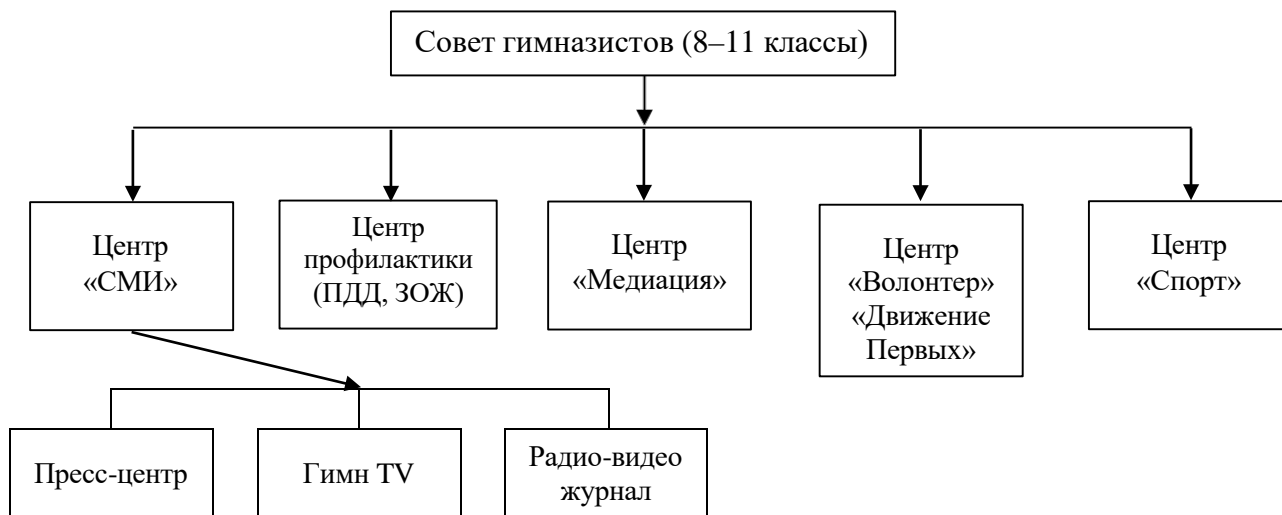 Совет гимназистов (8–11 классы)
Центр
«СМИ»
Центр
профилактики
(ПДД, ЗОЖ)
Центр
«Медиация»
Центр
«Волонтер»
«Движение
Первых»
Центр
«Спорт»
Пресс-центр
Гимн TV
Радио-видео
журнал